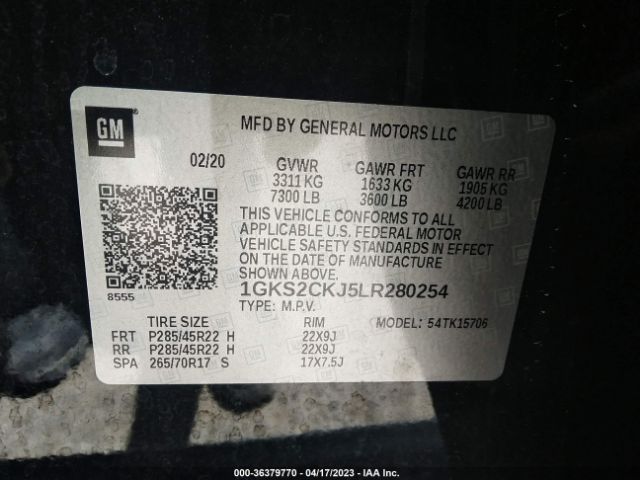 GM
MFD BY GENERAL MOTORS LLC
02/20
GVWR GAWR FRT GAWR RR
3311 KG 1633 KG 1905 KG
7300 LB 3600 LB 4200 LB
THIS VEHICLE CONFORMS TO ALL
APPLICABLE U.S. FEDERAL MOTOR
VEHICLE SAFETY STANDARDS IN EFFECT
ON THE DATE OF MANUFACTURE
SHOWN ABOVE.
8555
1GKS2CKJ5LR280254
TYPE: M.P.V. MODEL: 54TK15706
TIRE SIZE RIM
FRT P285/45R22 H 22X9J
RR P285/45R22 H 22X9J
SPA 265/70R17 S 17X7.5J
000-36379770 - 04/17/2023 - IAA Inc.